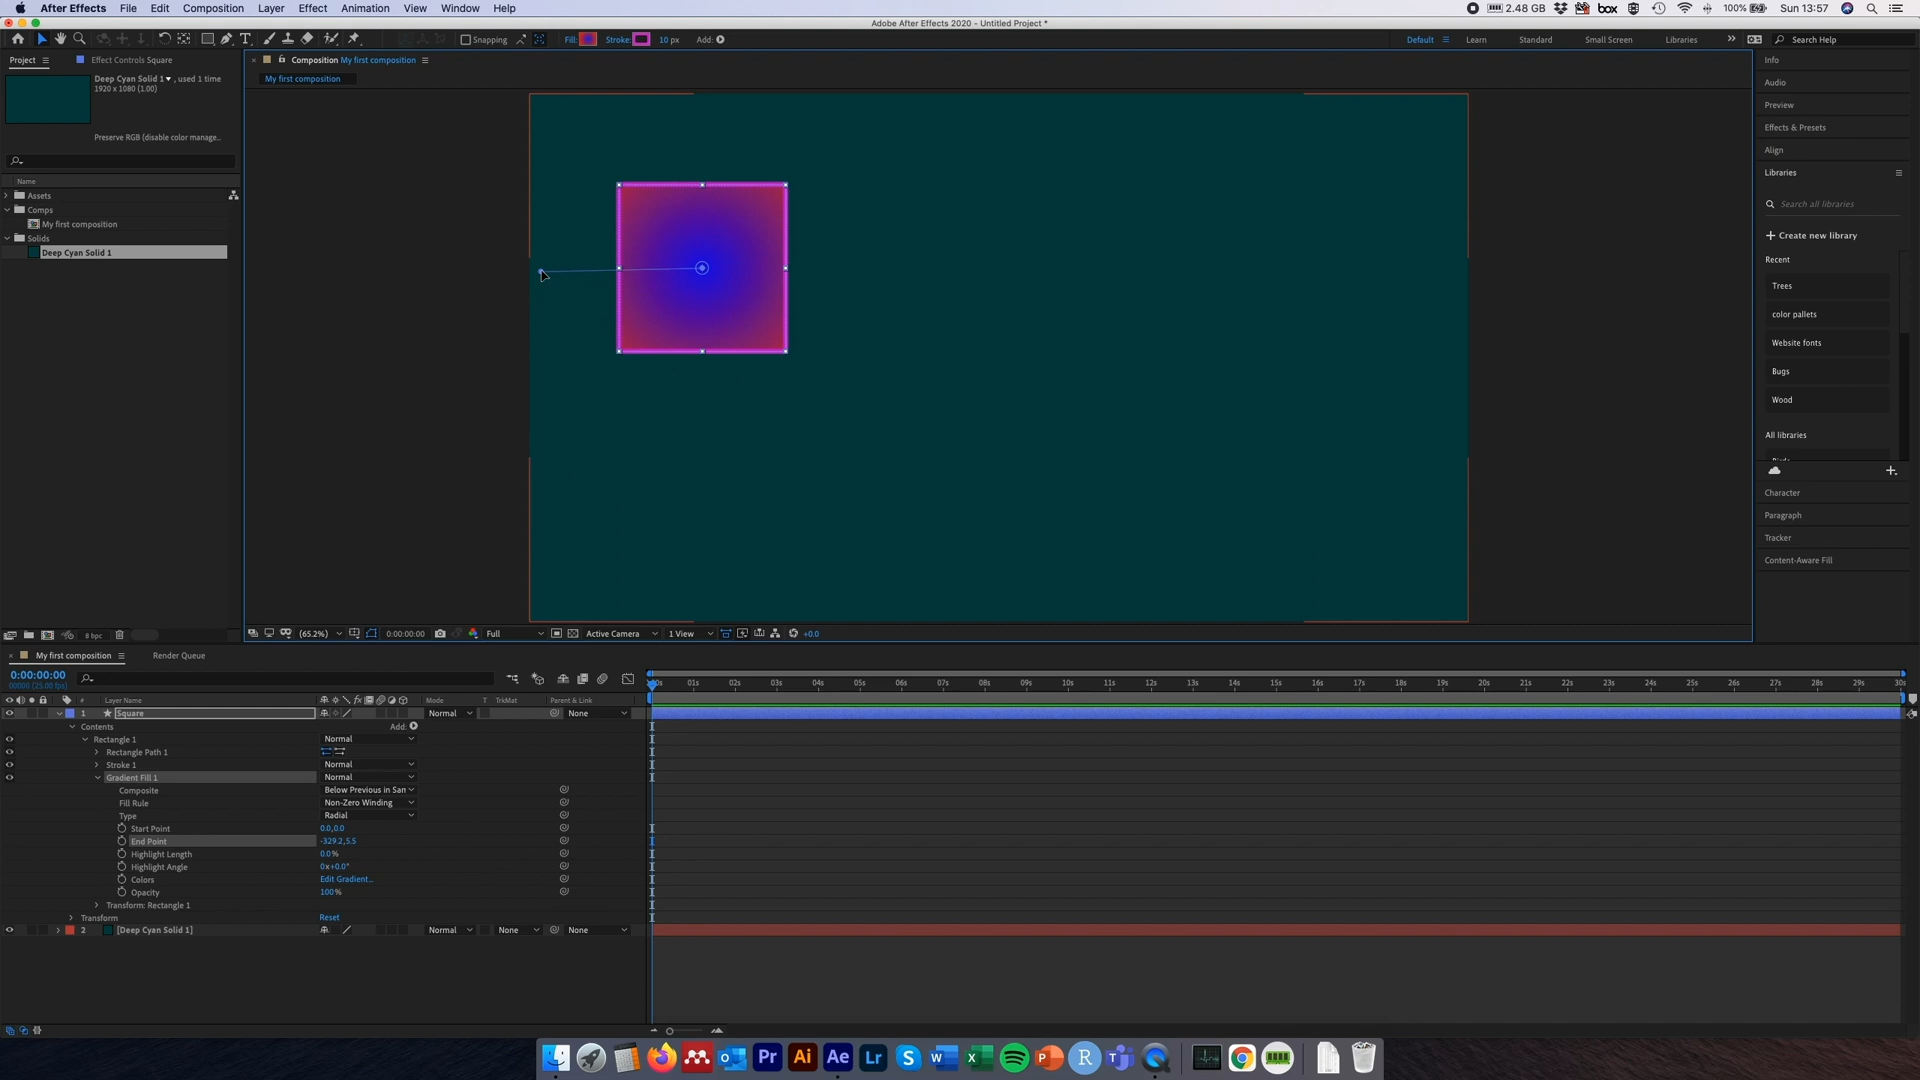 After Effects File Edit Composition Layer Effect Animation View Window Help 2.48 GB box 100% Sun 13:57
Adobe After Effects 2020 - Untitled Project *
Snapping Fill: Stroke: 10 px Add: Default Learn Standard Small Screen Libraries Search Help
Project Effect Controls Square Composition My first composition
My first composition
Deep Cyan Solid 1, used 1 time
1920 x 1080 (1.00)
Preserve RGB (disable color manage...
Name
Assets
Comps
My first composition
Solids
Deep Cyan Solid 1
8 bpc
(65.2%) 0:00:00:00 Full Active Camera 1 View +0.0
Info
Audio
Preview
Effects & Presets
Align
Libraries
Search all libraries
Create new library
Recent
Trees
color pallets
Website fonts
Bugs
Wood
All libraries
Character
Paragraph
Tracker
Content-Aware Fill
My first composition Render Queue
0:00:00:00
00000 (25.00 fps)
01s 02s 03s 04s 05s 06s 07s 08s 09s 10s 11s 12s 13s 14s 15s 16s 17s 18s 19s 20s 21s 22s 23s 24s 25s 26s 27s 28s 29s 30s
# Layer Name Mode T TrkMat Parent & Link
1 Square Normal None
Contents Add:
Rectangle 1 Normal
Rectangle Path 1
Stroke 1 Normal
Gradient Fill 1 Normal
Composite Below Previous in Sam
Fill Rule Non-Zero Winding
Type Radial
Start Point 0.0,0.0
End Point -329.2,5.5
Highlight Length 0.0%
Highlight Angle 0x+0.0°
Colors Edit Gradient...
Opacity 100%
Transform: Rectangle 1
Transform Reset
2 [Deep Cyan Solid 1] Normal None None
Pr Ai Ae Lr S W X P R T